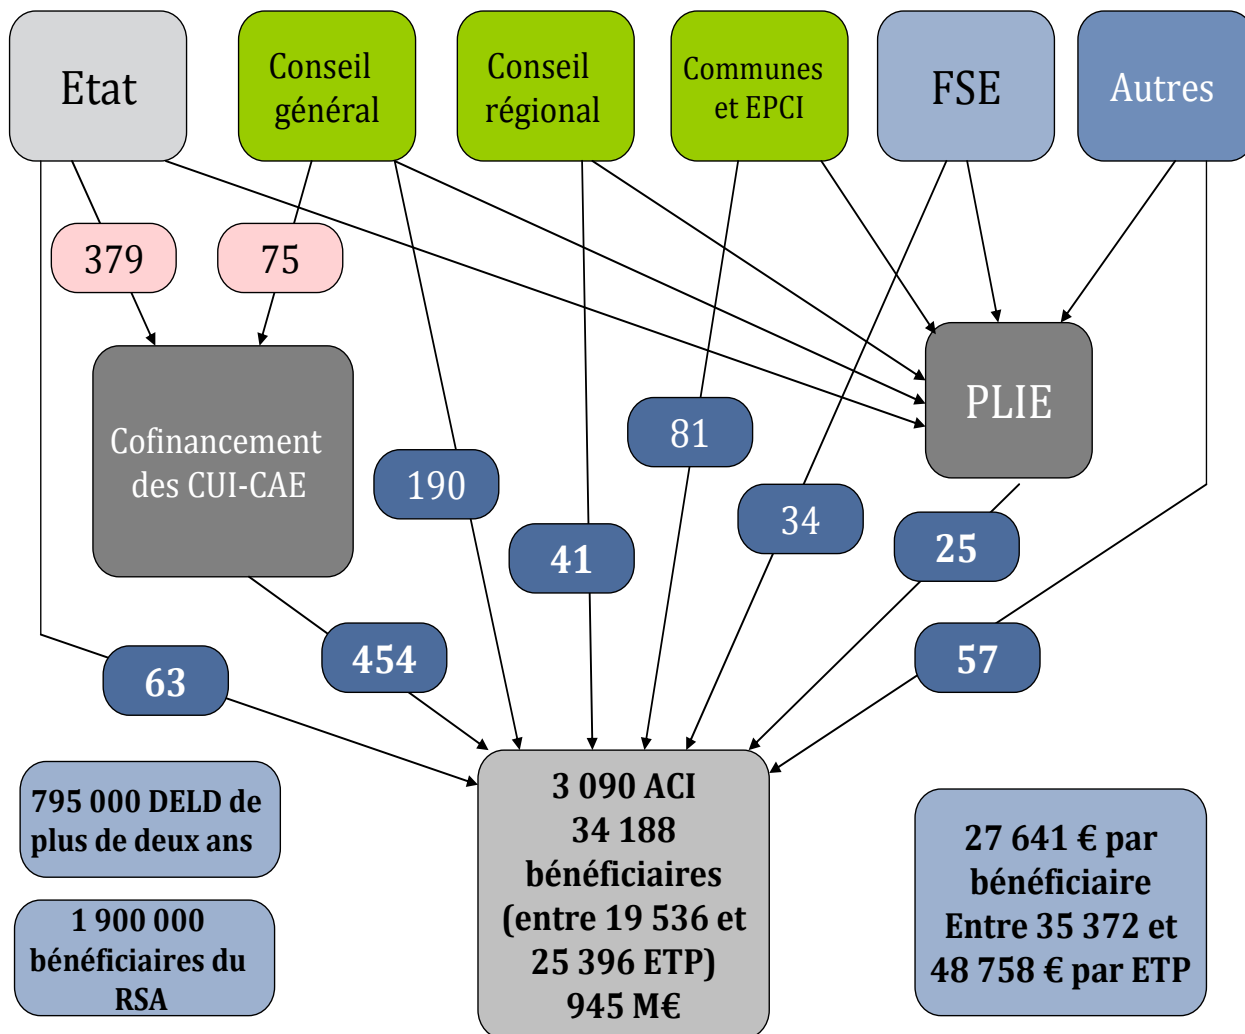 Etat
Conseil
général
Conseil
régional
Communes
et EPCI
FSE
Autres
379
75
Cofinancement
des CUI-CAE
PLIE
190
41
81
34
25
63
454
57
795 000 DELD de
plus de deux ans
1 900 000
bénéficiaires du
RSA
3 090 ACI
34 188
bénéficiaires
(entre 19 536 et
25 396 ETP)
945 M€
27 641 € par
bénéficiaire
Entre 35 372 et
48 758 € par ETP